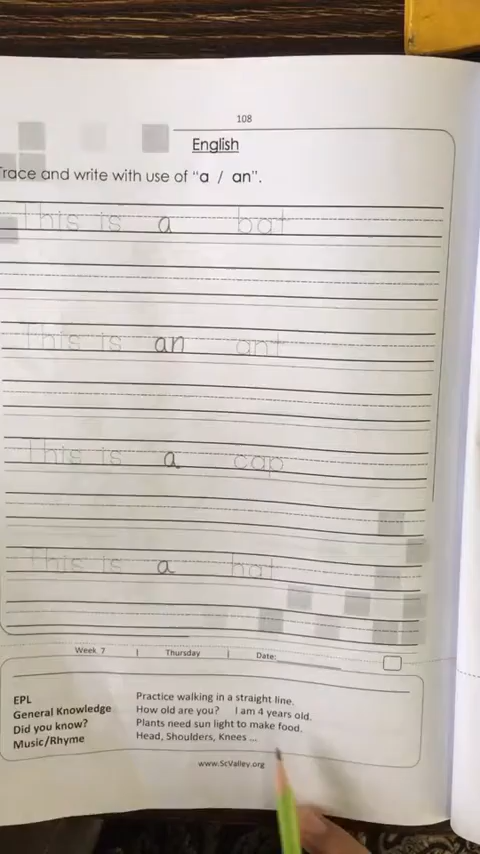 108
English
Trace and write with use of "a / an".
This is a bat
This is an ant
This is a cap
This is a hat
Week 7 | Thursday | Date:
EPL Practice walking in a straight line.
General Knowledge How old are you? I am 4 years old.
Did you know? Plants need sun light to make food.
Music/Rhyme Head, Shoulders, Knees ...
www.ScValley.org